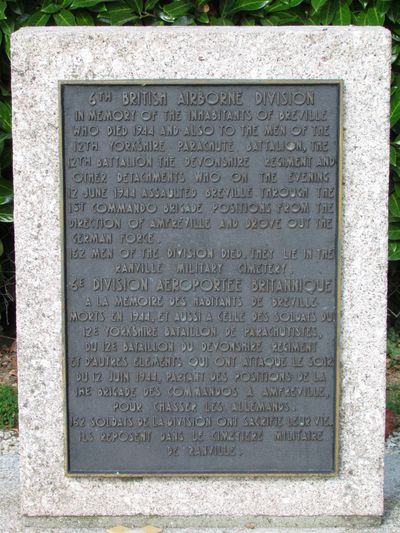 6TH BRITISH AIRBORNE DIVISION
IN MEMORY OF THE INHABITANTS OF BREVILLE
WHO DIED 1944 AND ALSO TO THE MEN OF THE
12TH. YORKSHIRE PARACHUTE BATTALION, THE
12TH BATTALION THE DEVONSHIRE REGIMENT AND
OTHER DETACHMENTS WHO ON THE EVENING
12 JUNE 1944 ASSAULTED BREVILLE THROUGH THE
1ST COMMANDO BRIGADE POSITIONS FROM THE
DIRECTION OF AMFREVILLE AND DROVE OUT THE
GERMAN FORCE.
152 MEN OF THE DIVISION DIED. THEY LIE IN THE
RANVILLE MILITARY CIMETERY.
6E DIVISION AEROPORTEE BRITANNIQUE
A LA MEMOIRE DES HABITANTS DE BREVILLE
MORTS EN 1944, ET AUSSI A CELLE DES SOLDATS DU
12E YORKSHIRE BATAILLON DE PARACHUTISTES,
DU 12E BATAILLON DU DEVONSHIRE REGIMENT
ET D'AUTRES ELEMENTS QUI ONT ATTAQUE LE SOIR
DU 12 JUIN 1944, PARTANT DES POSITIONS DE LA
1RE BRIGADE DES COMMANDOS A AMFREVILLE,
POUR CHASSER LES ALLEMANDS.
152 SOLDATS DE LA DIVISION ONT SACRIFIE LEUR VIE.
ILS REPOSENT DANS LE CIMETIERE MILITAIRE
DE RANVILLE.